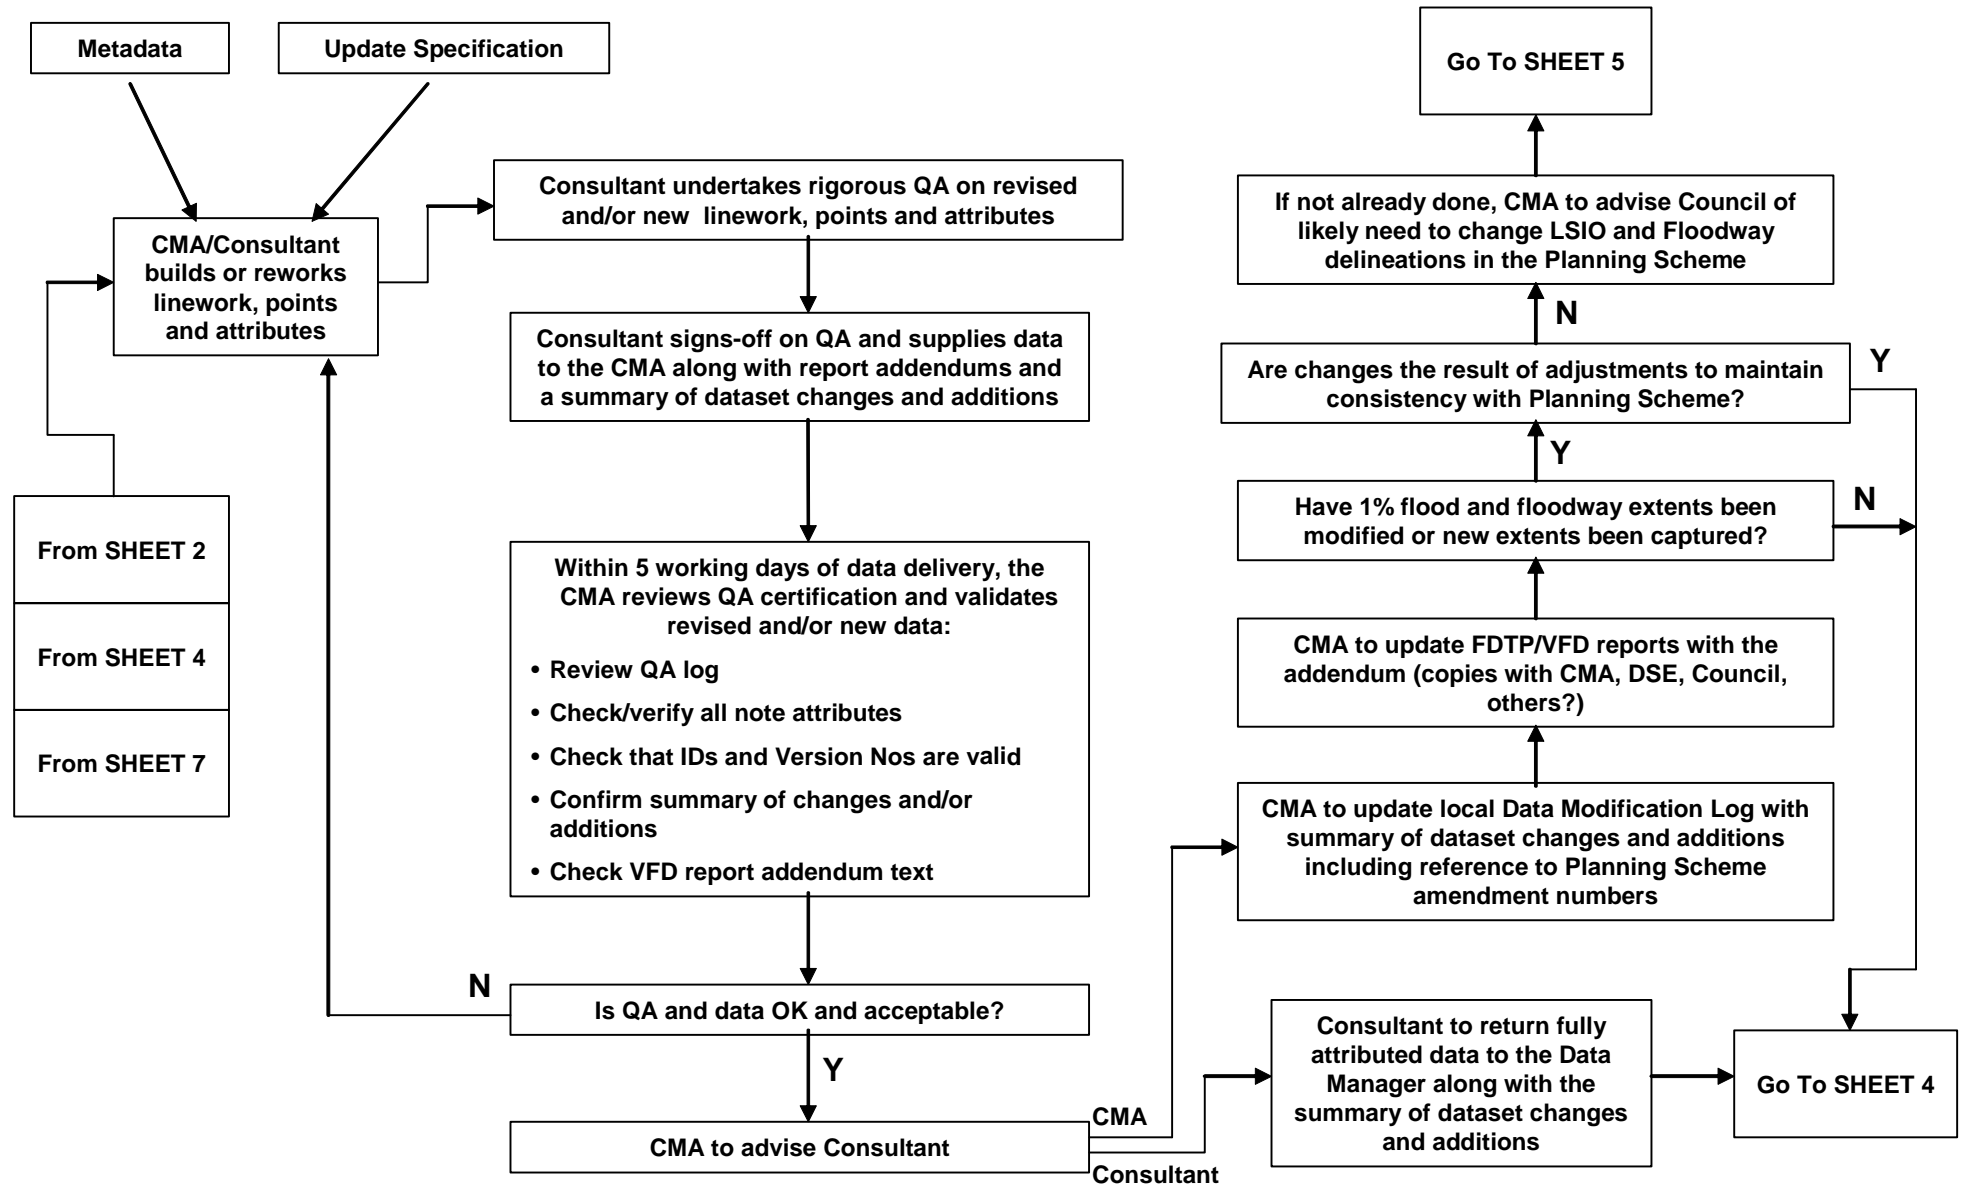 Metadata
Update Specification
CMA/Consultant
builds or reworks
linework, points
and attributes
From SHEET 2
From SHEET 4
From SHEET 7
Consultant undertakes rigorous QA on revised
and/or new linework, points and attributes
Consultant signs-off on QA and supplies data
to the CMA along with report addendums and
a summary of dataset changes and additions
Within 5 working days of data delivery, the
CMA reviews QA certification and validates
revised and/or new data:
• Review QA log
• Check/verify all note attributes
• Check that IDs and Version Nos are valid
• Confirm summary of changes and/or
additions
• Check VFD report addendum text
N
Is QA and data OK and acceptable?
Y
CMA to advise Consultant
CMA
Consultant
Go To SHEET 5
If not already done, CMA to advise Council of
likely need to change LSIO and Floodway
delineations in the Planning Scheme
N
Are changes the result of adjustments to maintain
consistency with Planning Scheme?
Y
Y
Have 1% flood and floodway extents been
modified or new extents been captured?
N
CMA to update FDTP/VFD reports with the
addendum (copies with CMA, DSE, Council,
others?)
CMA to update local Data Modification Log with
summary of dataset changes and additions
including reference to Planning Scheme
amendment numbers
Consultant to return fully
attributed data to the Data
Manager along with the
summary of dataset changes
and additions
Go To SHEET 4